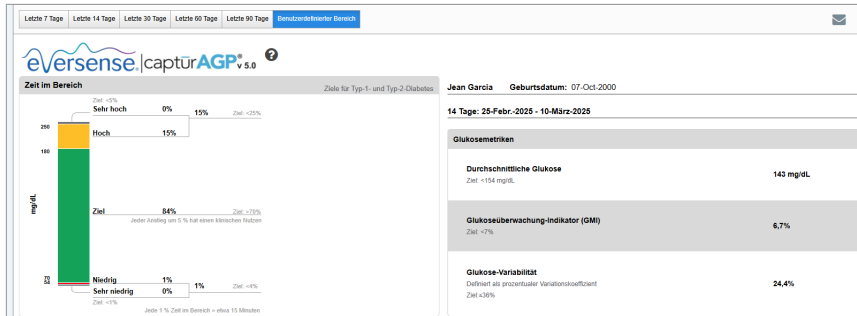 Letzte 7 Tage
Letzte 14 Tage
Letzte 30 Tage
Letzte 60 Tage
Letzte 90 Tage
Benutzerdefinierter Bereich
eversense. | captūrAGP® v 5.0 ?
Zeit im Bereich
Ziele für Typ-1- und Typ-2-Diabetes
Ziel: <5%
Sehr hoch 0%
15% Ziel: <25%
250
Hoch 15%
180
mg/dL
Ziel 84% Ziel: >70%
Jeder Anstieg um 5 % hat einen klinischen Nutzen
70
54
Niedrig 1%
1% Ziel: <4%
Sehr niedrig 0%
Ziel: <1%
Jede 1 % Zeit im Bereich = etwa 15 Minuten
Jean Garcia Geburtsdatum: 07-Oct-2000
14 Tage: 25-Febr.-2025 - 10-März-2025
Glukosemetriken
Durchschnittliche Glukose 143 mg/dL
Ziel: <154 mg/dL
Glukoseüberwachung-Indikator (GMI) 6,7%
Ziel: <7%
Glukose-Variabilität
Definiert als prozentualer Variationskoeffizient 24,4%
Ziel:≤36%